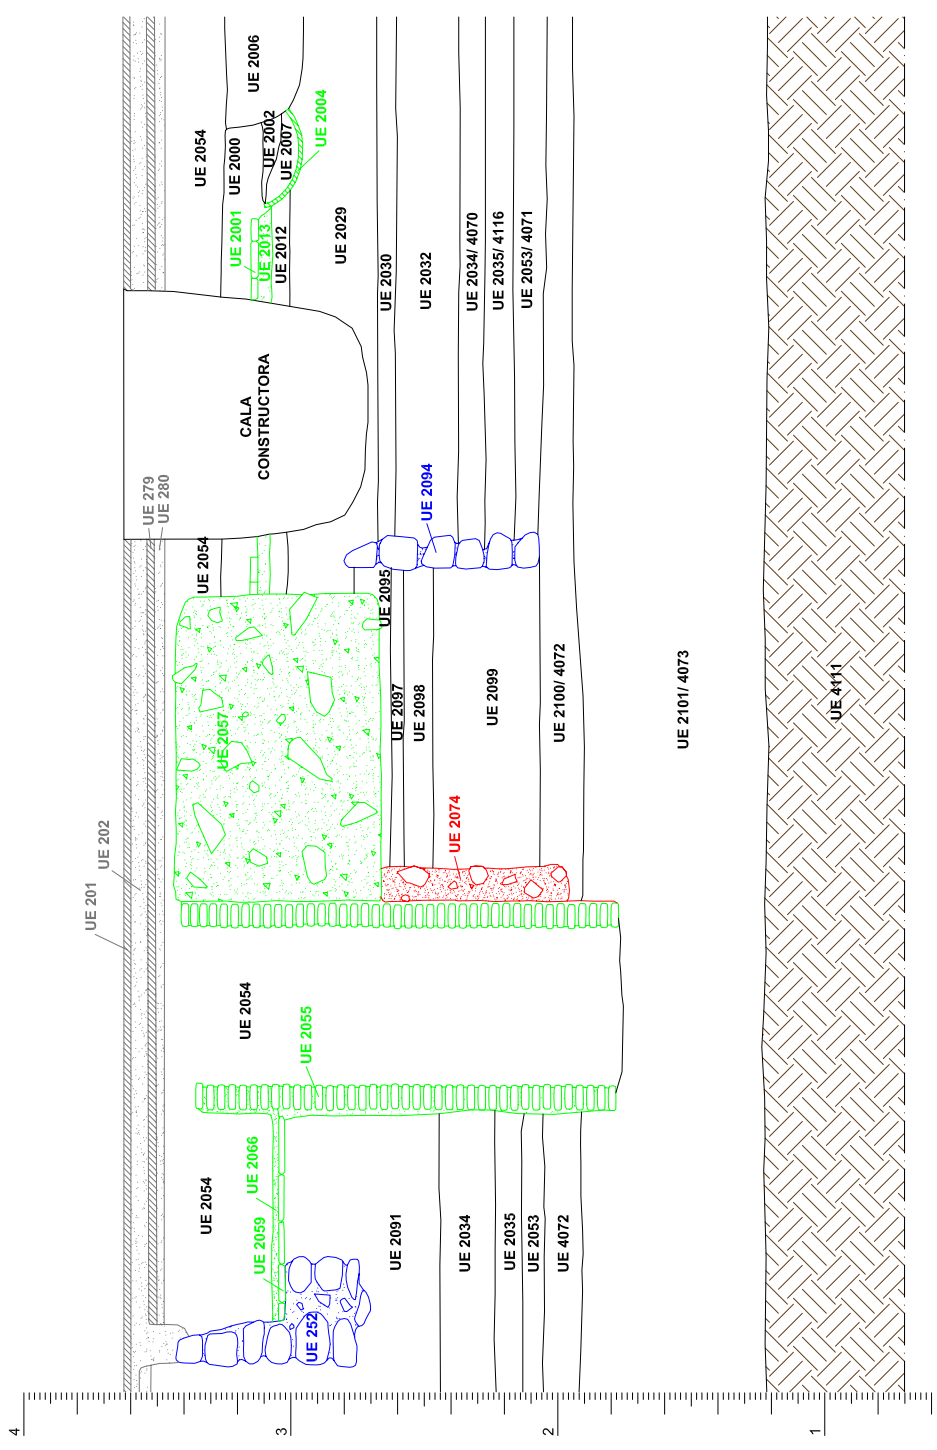 UE 201
UE 202
UE 279
UE 280
UE 2054
UE 2059
UE 2066
UE 252
UE 2091
UE 2034
UE 2035
UE 2053
UE 4072
UE 2054
UE 2055
UE 2057
UE 2074
UE 2054
UE 2095
UE 2097
UE 2098
UE 2099
UE 2100/ 4072
UE 2101/ 4073
UE 4111
UE 2094
CALA
CONSTRUCTORA
UE 2054
UE 2000
UE 2001
UE 2013
UE 2012
UE 2006
UE 2002
UE 2007
UE 2004
UE 2029
UE 2030
UE 2032
UE 2034/ 4070
UE 2035/ 4116
UE 2053/ 4071
4
3
2
1